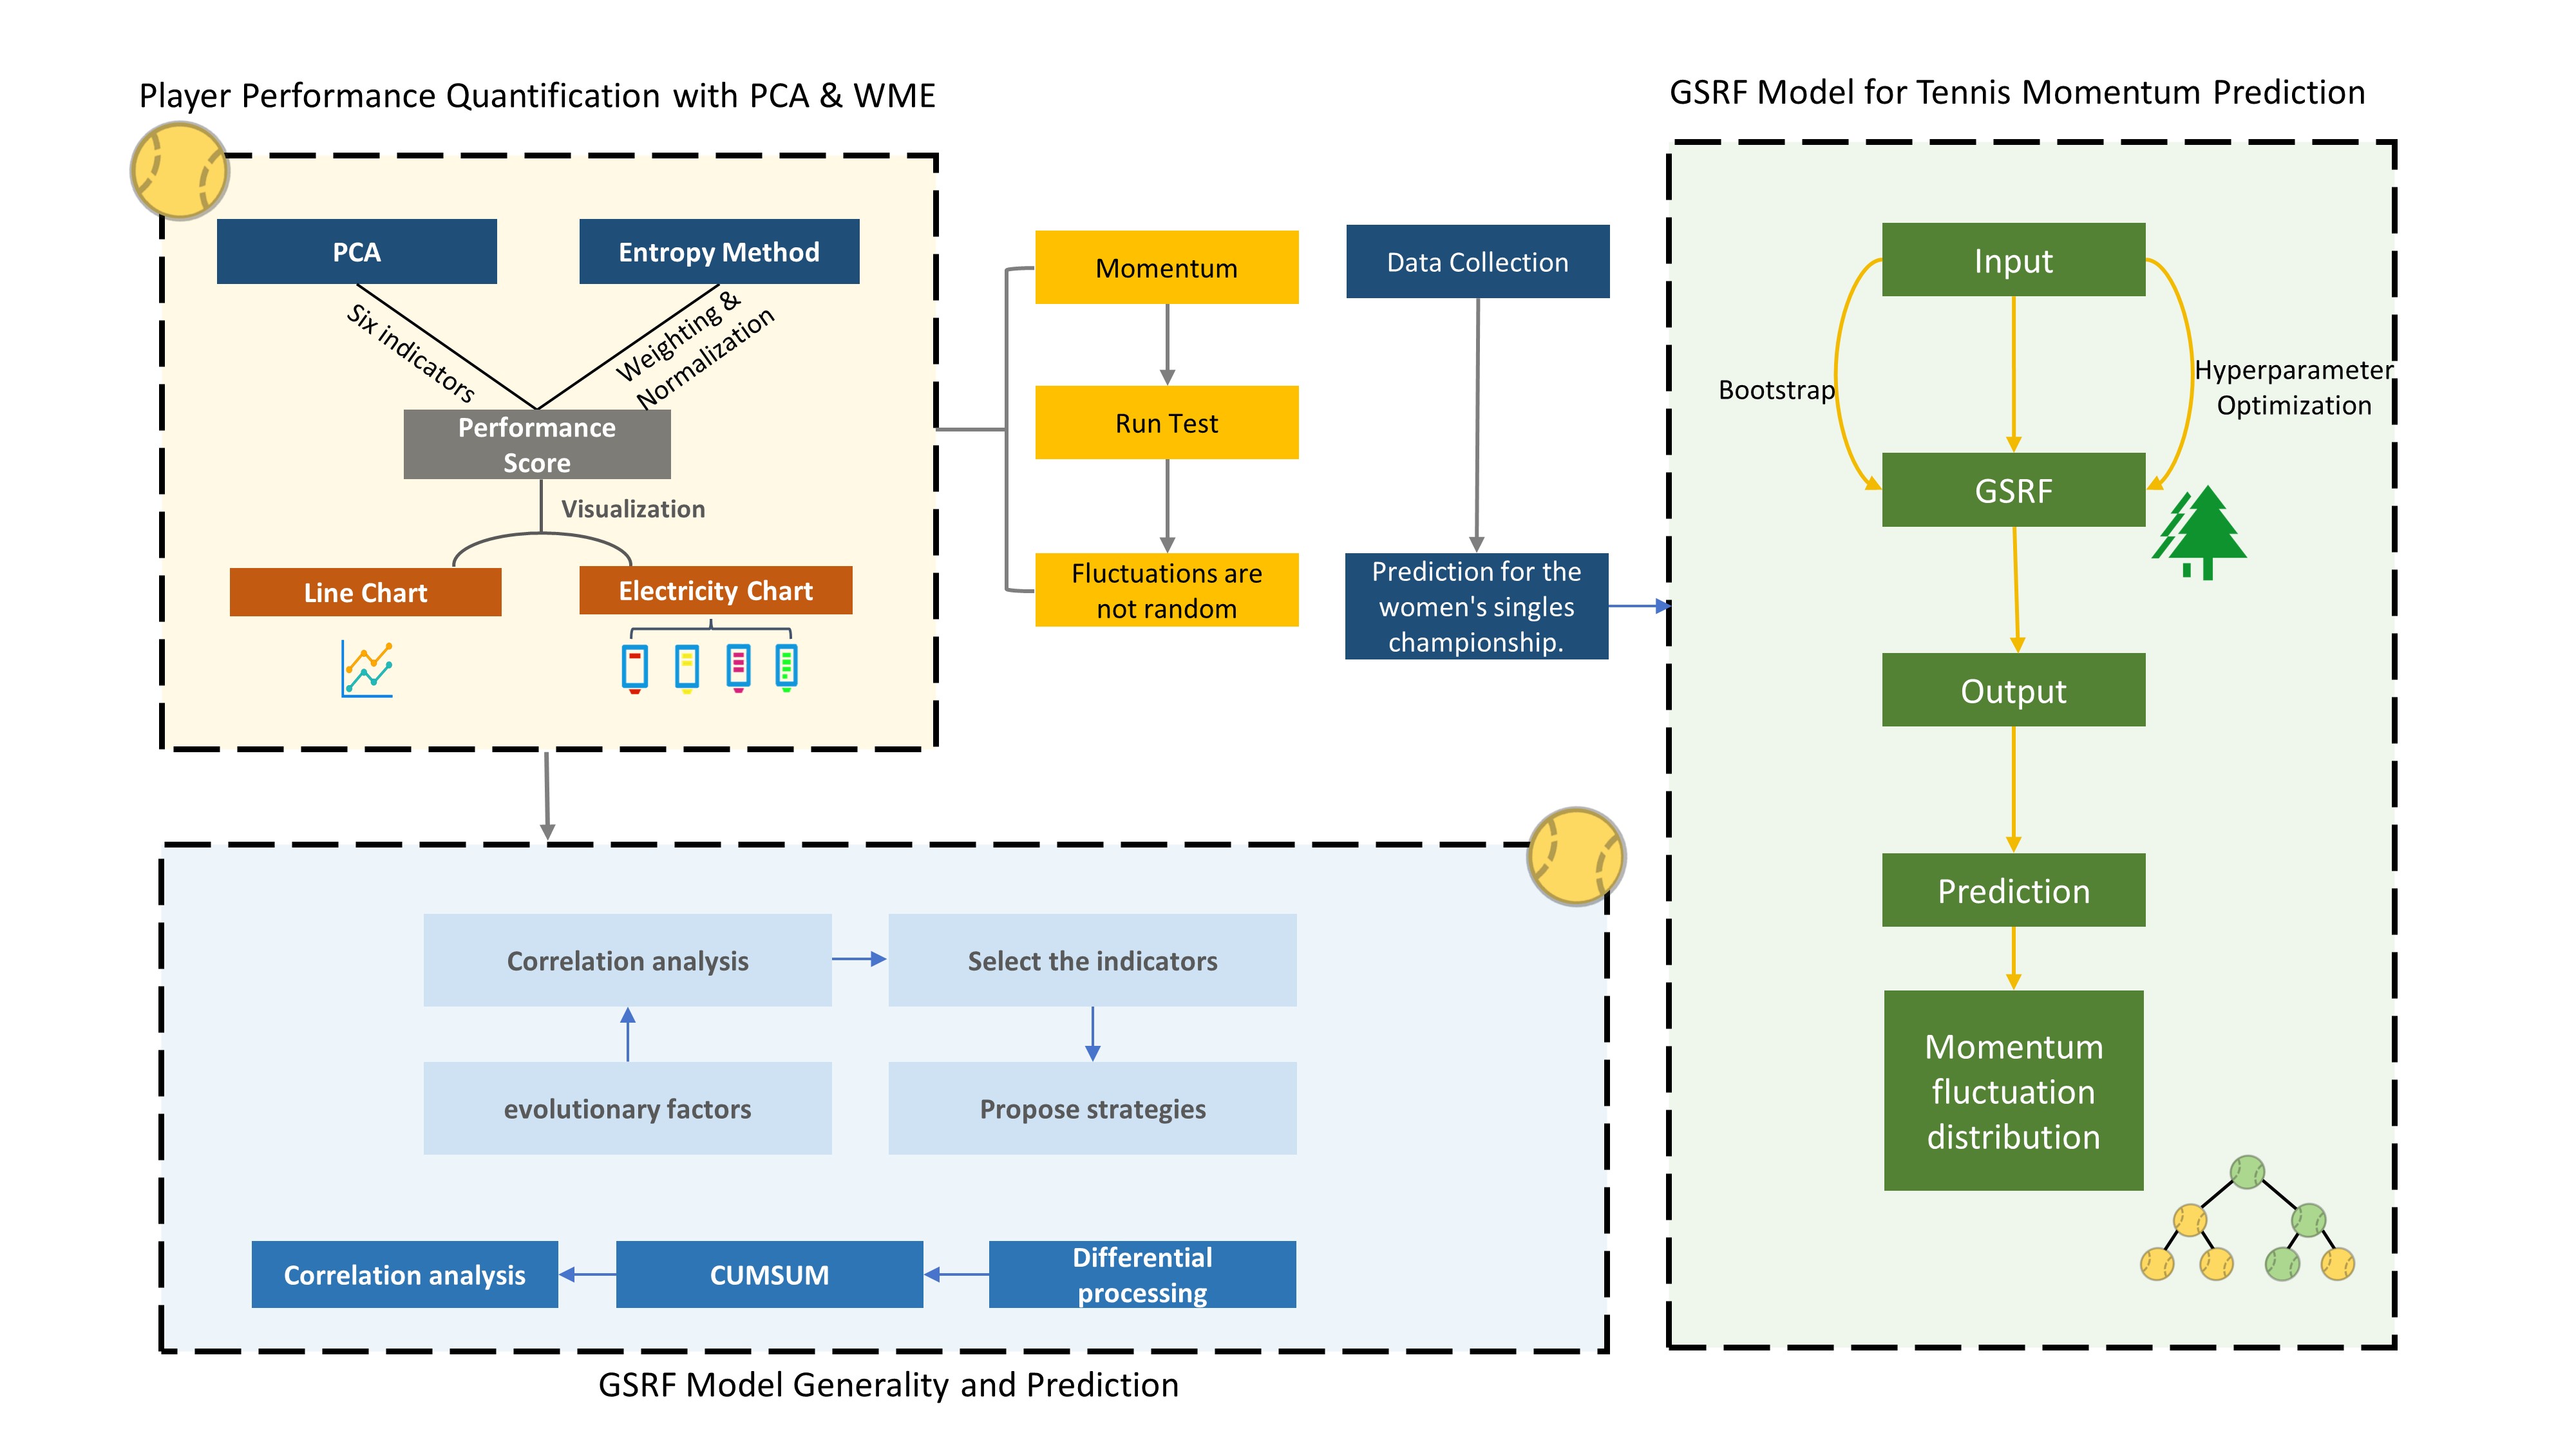 Player Performance Quantification with PCA & WME
PCA
Entropy Method
Six indicators
Weighting &
Normalization
Performance
Score
Visualization
Line Chart
Electricity Chart
Momentum
Run Test
Fluctuations are
not random
Data Collection
Prediction for the
women's singles
championship.
GSRF Model for Tennis Momentum Prediction
Input
Bootstrap
Hyperparameter
Optimization
GSRF
Output
Prediction
Momentum
fluctuation
distribution
Correlation analysis
Select the indicators
evolutionary factors
Propose strategies
Correlation analysis
CUMSUM
Differential
processing
GSRF Model Generality and Prediction